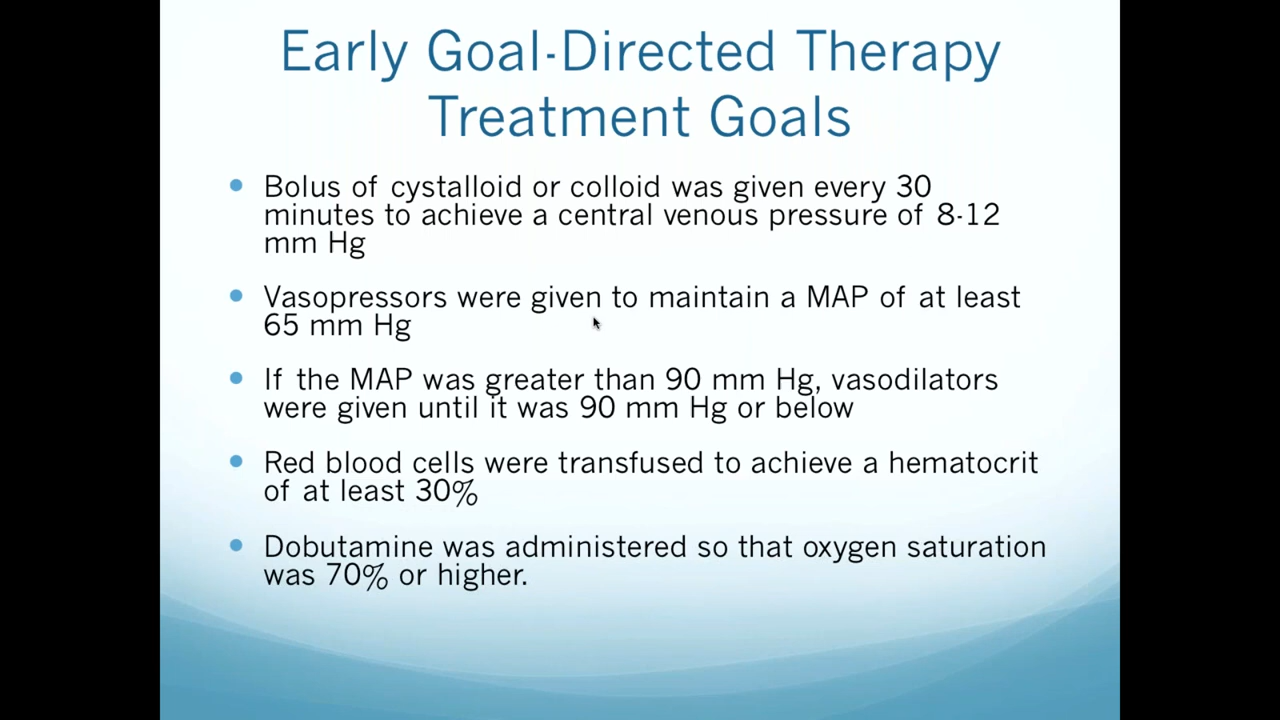 Early Goal-Directed Therapy
Treatment Goals
• Bolus of cystalloid or colloid was given every 30
minutes to achieve a central venous pressure of 8-12
mm Hg
• Vasopressors were given to maintain a MAP of at least
65 mm Hg
• If the MAP was greater than 90 mm Hg, vasodilators
were given until it was 90 mm Hg or below
• Red blood cells were transfused to achieve a hematocrit
of at least 30%
• Dobutamine was administered so that oxygen saturation
was 70% or higher.